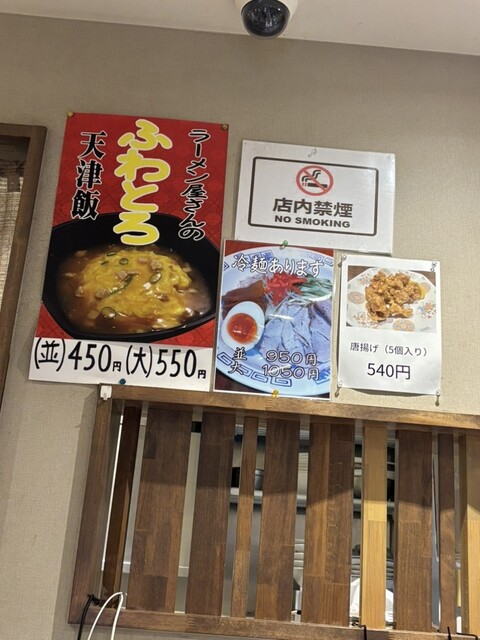 ラーメン屋さんの
ふわとろ
天津飯
(並)450円(大)550円
店内禁煙
NO SMOKING
冷麺あります
並 950円
大 1050円
唐揚げ（5個入り）
540円